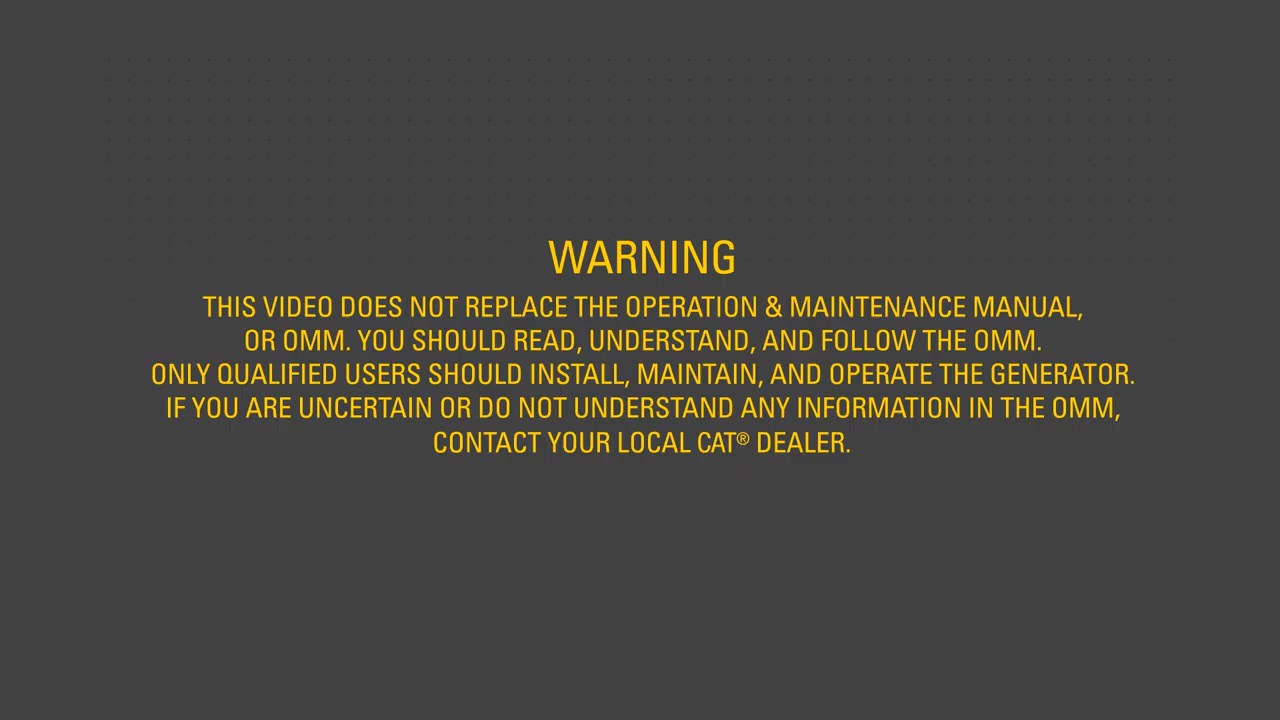 WARNING
THIS VIDEO DOES NOT REPLACE THE OPERATION & MAINTENANCE MANUAL,
OR OMM. YOU SHOULD READ, UNDERSTAND, AND FOLLOW THE OMM.
ONLY QUALIFIED USERS SHOULD INSTALL, MAINTAIN, AND OPERATE THE GENERATOR.
IF YOU ARE UNCERTAIN OR DO NOT UNDERSTAND ANY INFORMATION IN THE OMM,
CONTACT YOUR LOCAL CAT® DEALER.